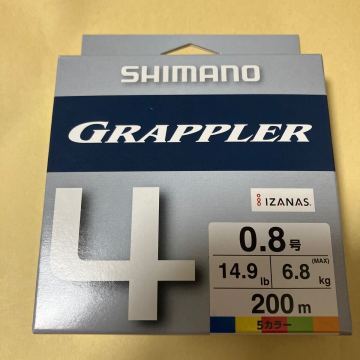 SHIMANO
GRAPPLER
4
IZANAS®
0.8号
14.9lb 6.8kg (MAX)
200m
5カラー